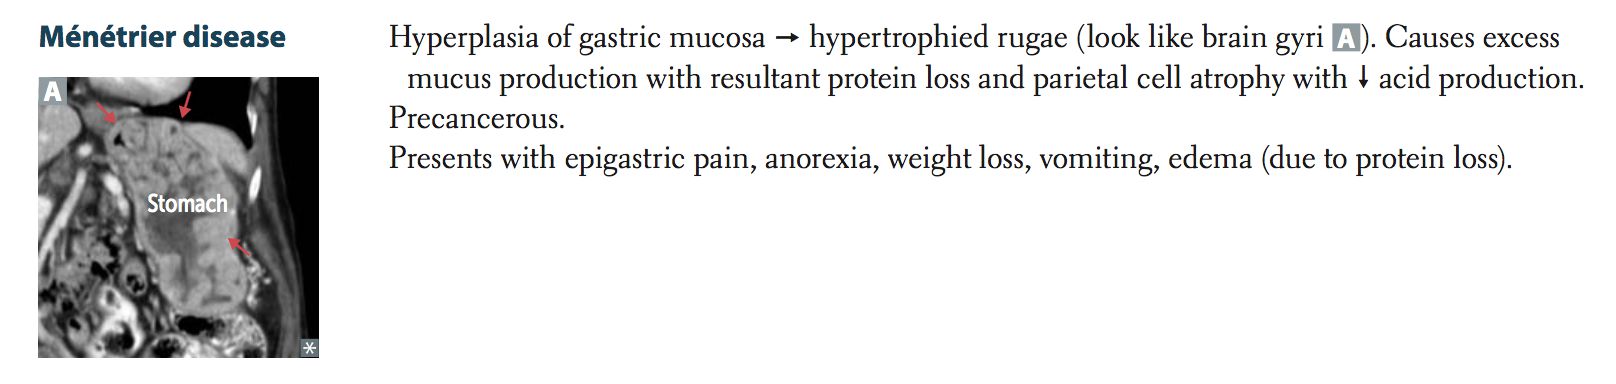 Ménétrier disease
Hyperplasia of gastric mucosa → hypertrophied rugae (look like brain gyri A). Causes excess
mucus production with resultant protein loss and parietal cell atrophy with ↓ acid production.
Precancerous.
Presents with epigastric pain, anorexia, weight loss, vomiting, edema (due to protein loss).
A
Stomach
*